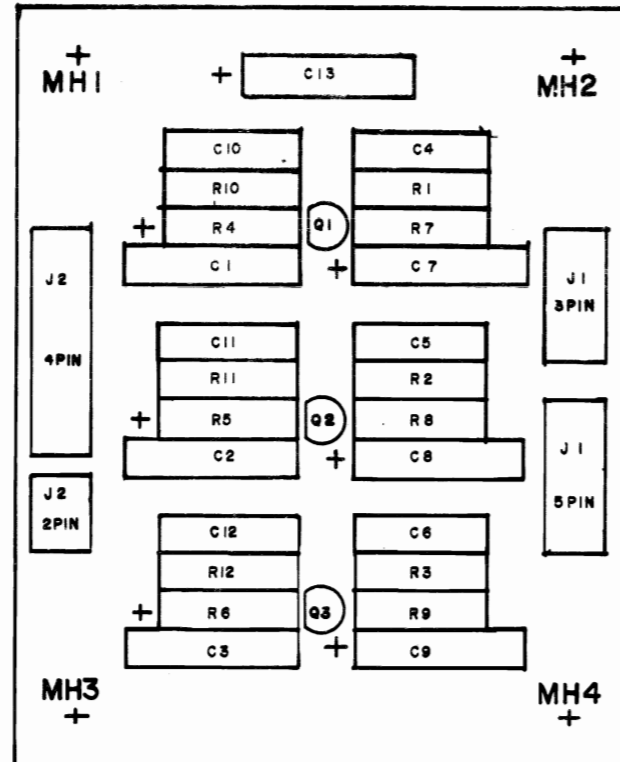 MH1
+
C13
+
MH2
+
C10
R10
R4
+
C1
Q1
C4
R1
R7
C7
+
J2
4PIN
J1
3PIN
C11
R11
R5
+
C2
Q2
C5
R2
R8
C8
+
J2
2PIN
J1
5PIN
C12
R12
R6
+
C3
Q3
C6
R3
R9
C9
+
MH3
+
MH4
+